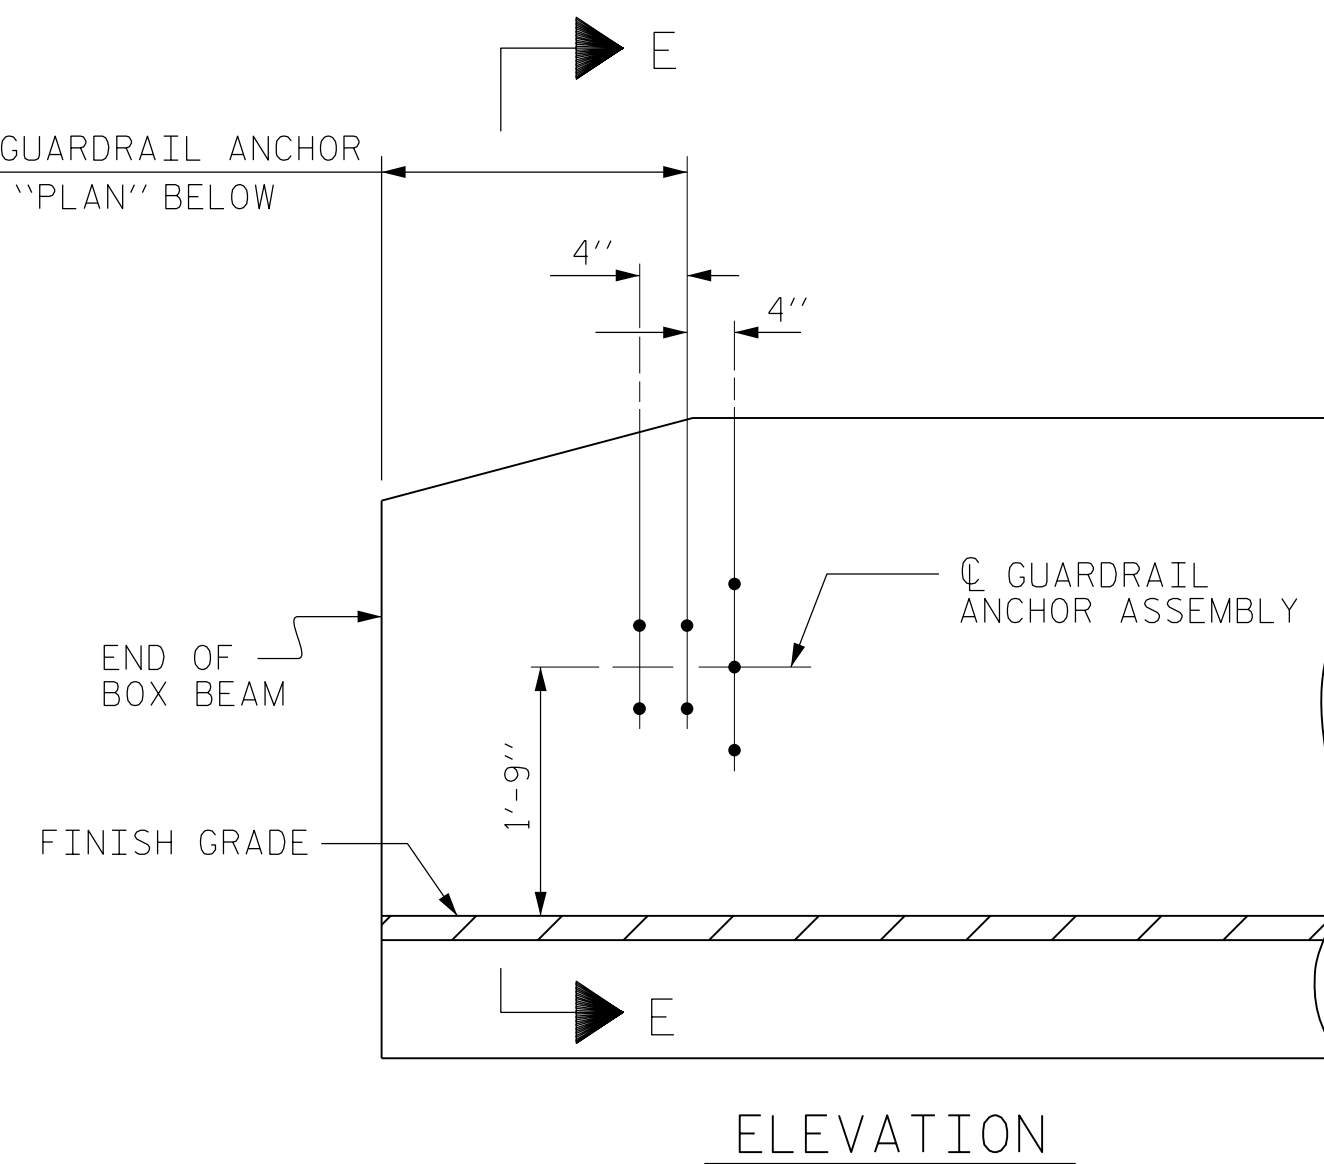 E
GUARDRAIL ANCHOR
"PLAN" BELOW
4"
4"
℄ GUARDRAIL
ANCHOR ASSEMBLY
END OF
BOX BEAM
1'-9"
FINISH GRADE
E
ELEVATION